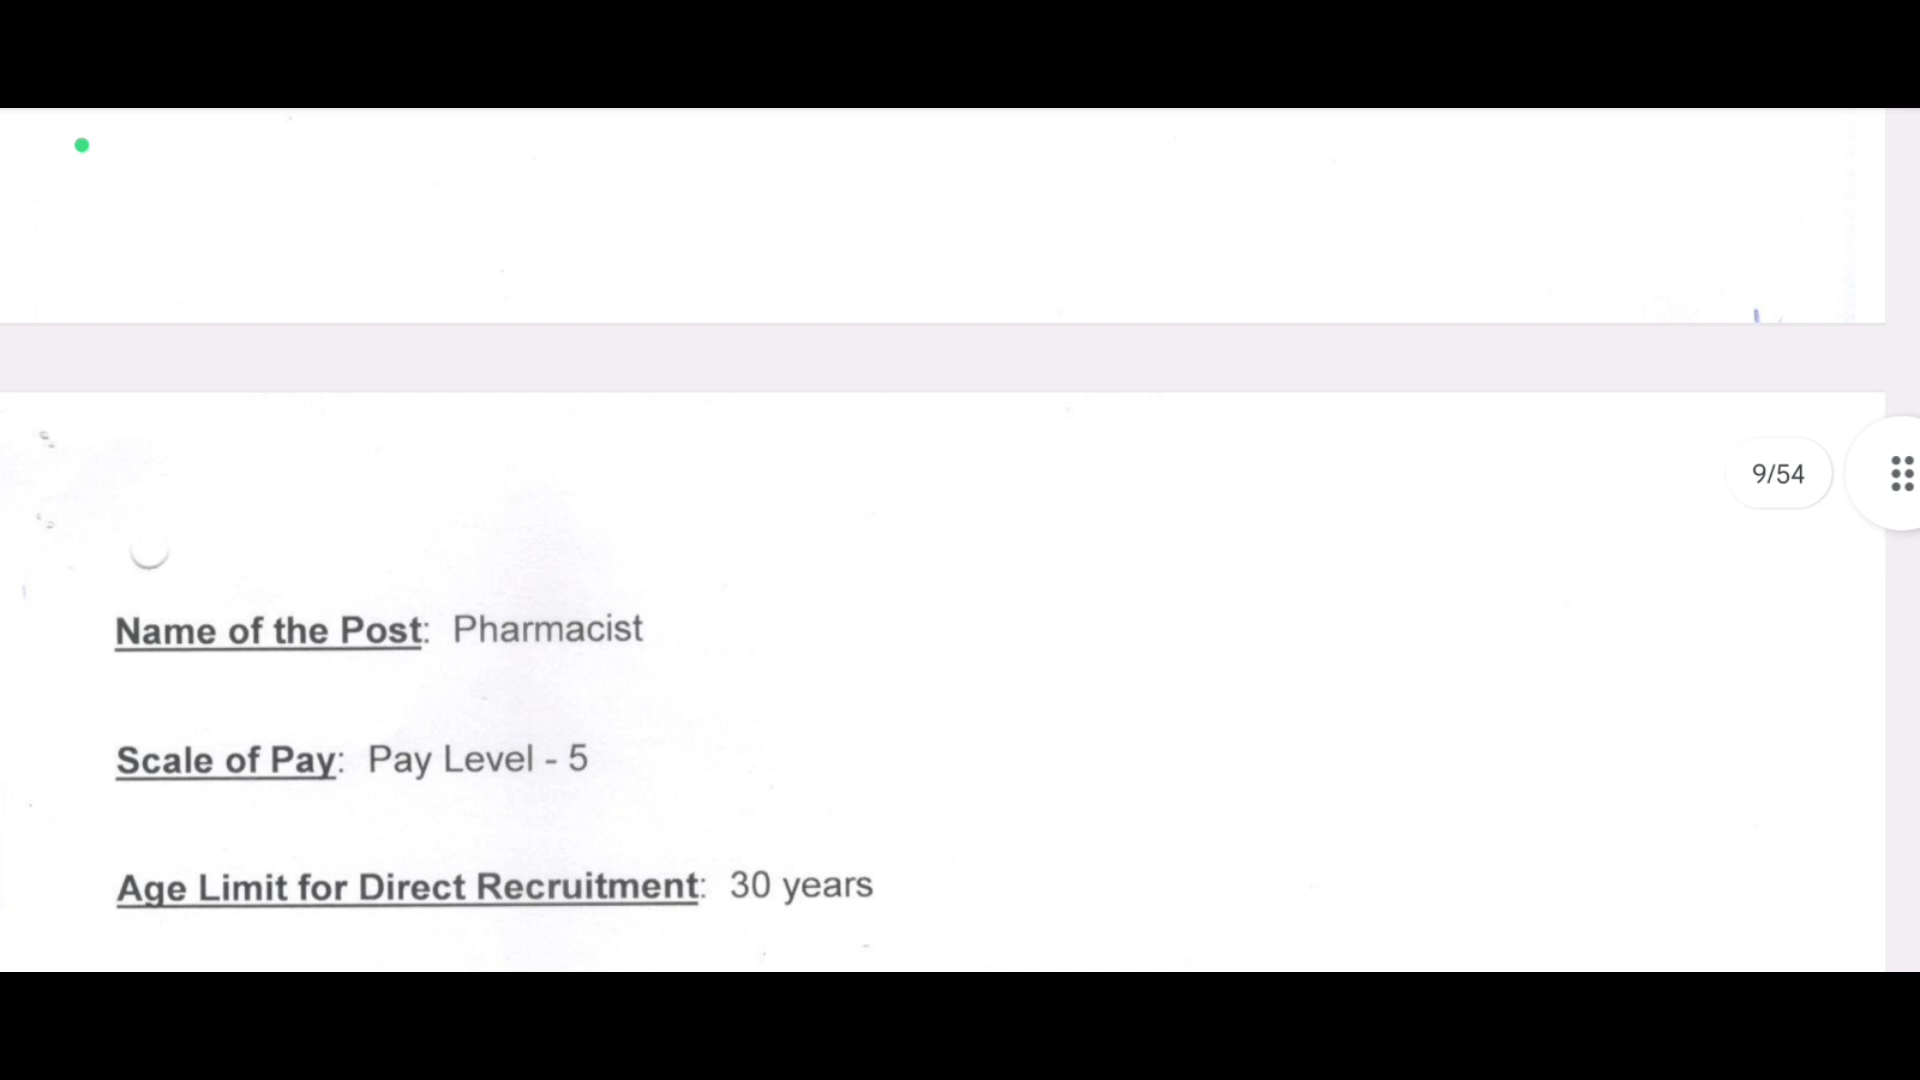 9/54
Name of the Post: Pharmacist
Scale of Pay: Pay Level - 5
Age Limit for Direct Recruitment: 30 years